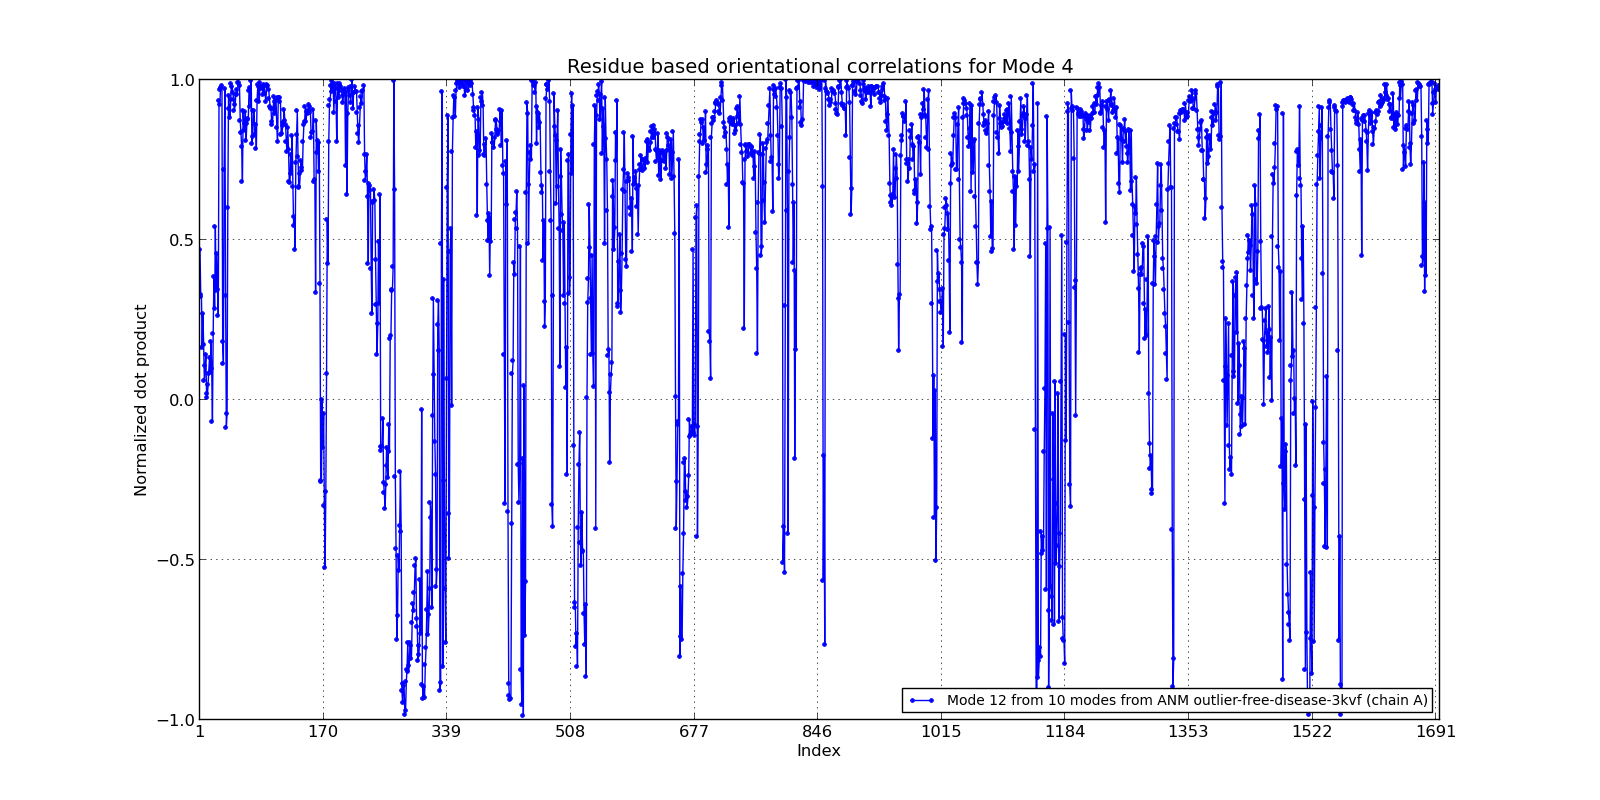 Residue based orientational correlations for Mode 4
Normalized dot product
1.0
0.5
0.0
−0.5
−1.0
Mode 12 from 10 modes from ANM outlier-free-disease-3kvf (chain A)
1 170 339 508 677 846 1015 1184 1353 1522 1691
Index